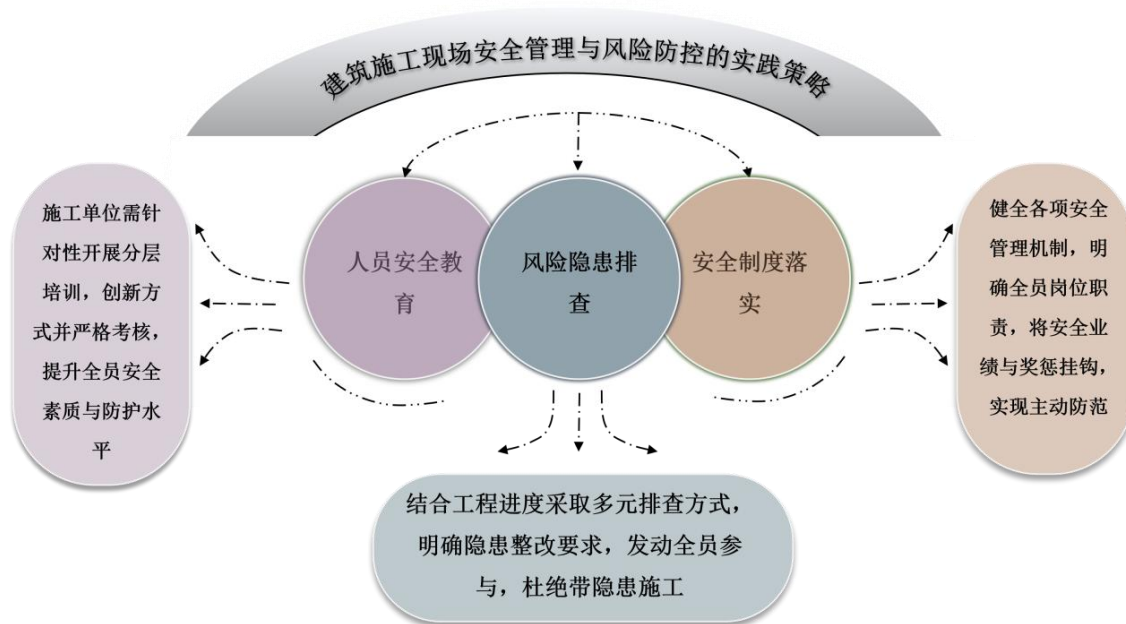 建筑施工现场安全管理与风险防控的实践策略
人员安全教
育
风险隐患排
查
安全制度落
实
施工单位需针
对性开展分层
培训，创新方
式并严格考核，
提升全员安全
素质与防护水
平
健全各项安全
管理机制，明
确全员岗位职
责，将安全业
绩与奖惩挂钩，
实现主动防范
结合工程进度采取多元排查方式，
明确隐患整改要求，发动全员参
与，杜绝带隐患施工